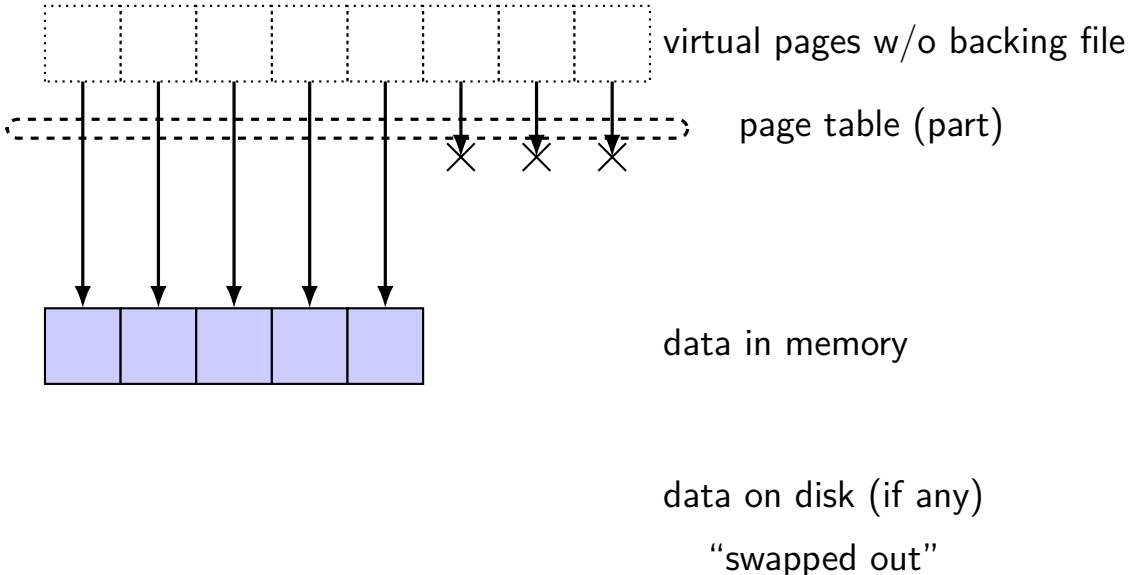 virtual pages w/o backing file
page table (part)
data in memory
data on disk (if any)
“swapped out”